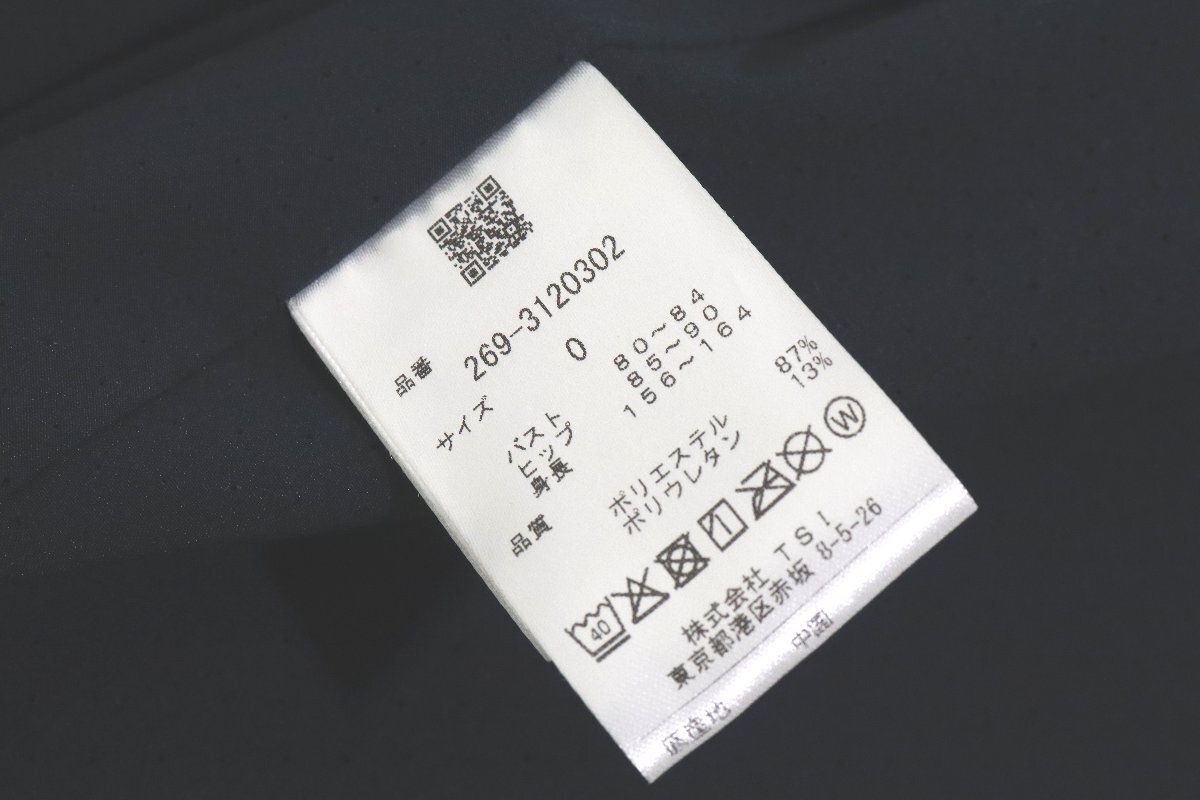 品番 269-3120302
サイズ 0
バスト 80~84
ヒップ 85~90
身長 156~164
品質 ポリエステル 87%
ポリウレタン 13%
40
W
株式会社 TSI
東京都港区赤坂 8-5-26
原産地 中国